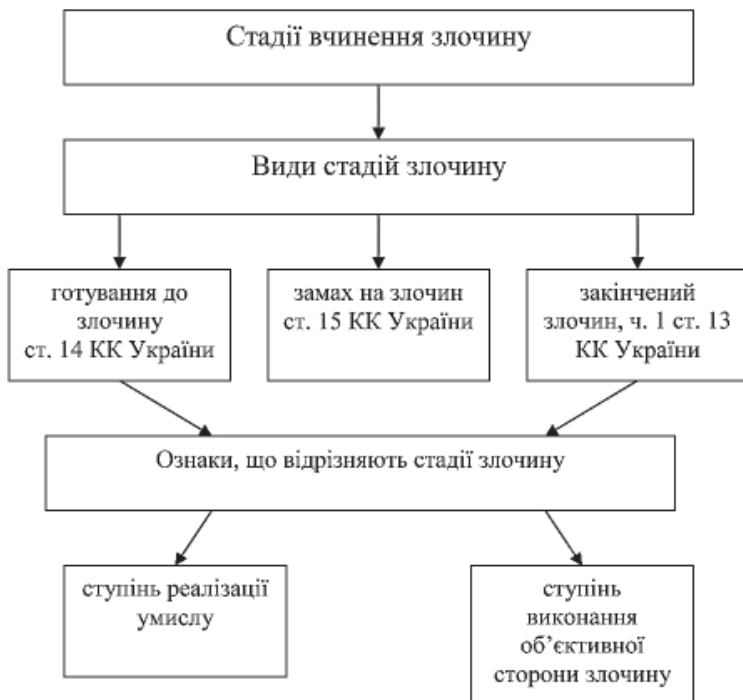 Стадії вчинення злочину
Види стадій злочину
готування до
злочину
ст. 14 КК України
замах на злочин
ст. 15 КК України
закінчений
злочин, ч. 1 ст. 13
КК України
Ознаки, що відрізняють стадії злочину
ступінь реалізації
умислу
ступінь
виконання
об’єктивної
сторони злочину